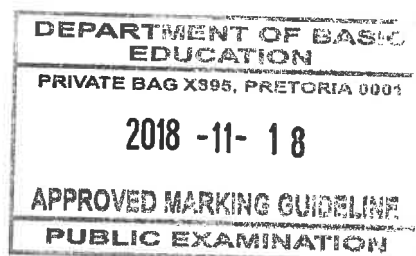 DEPARTMENT OF BASIC
EDUCATION
PRIVATE BAG X895, PRETORIA 0001
2018 -11- 18
APPROVED MARKING GUIDELINE
PUBLIC EXAMINATION